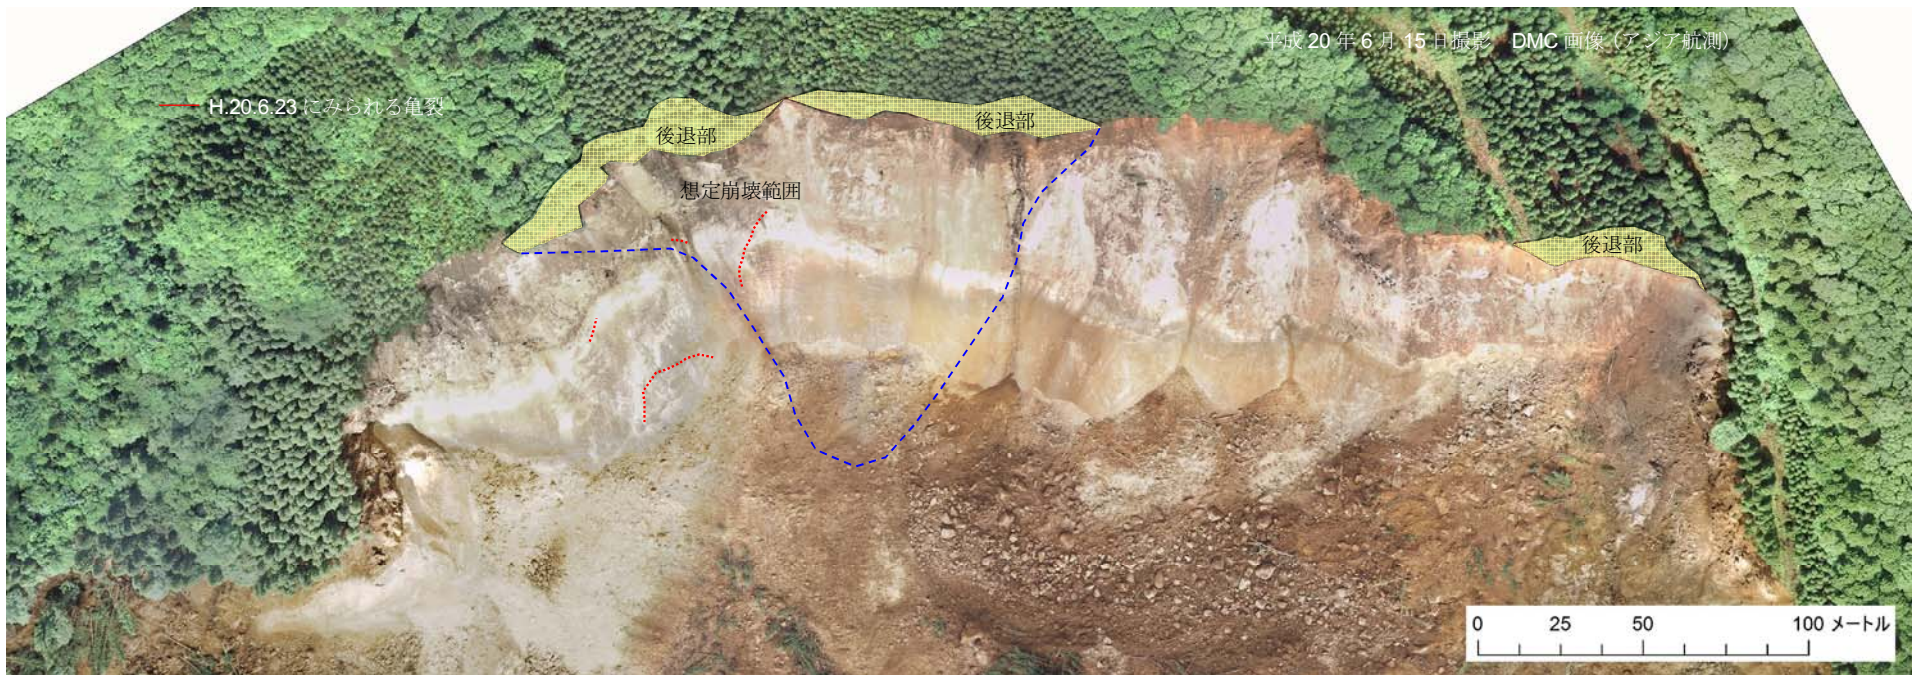 平成 20 年 6 月 15 日撮影　DMC 画像（アジア航測）
H.20.6.23 にみられる亀裂
後退部
後退部
想定崩壊範囲
後退部
0 25 50 100 メートル